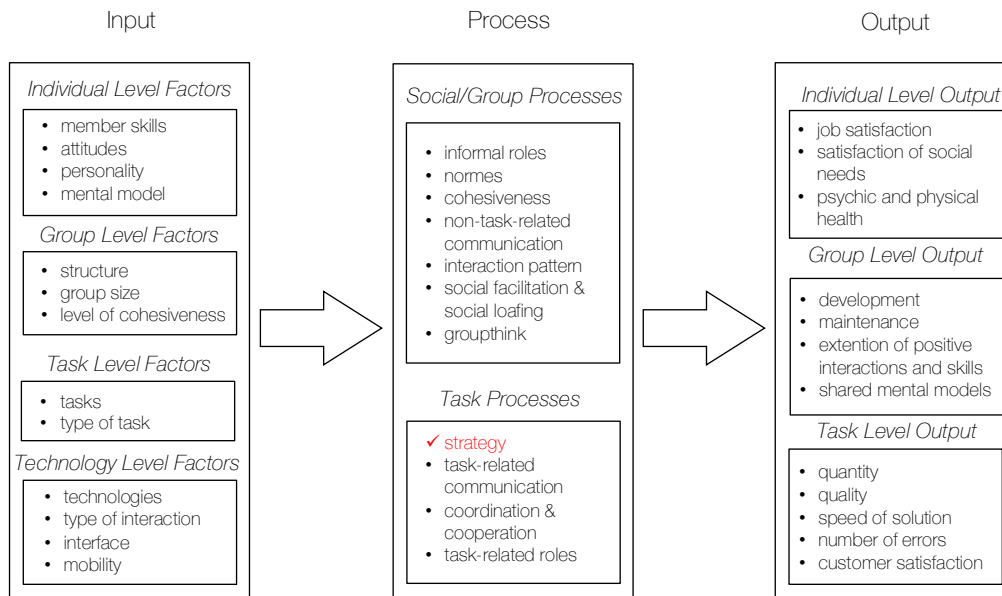 Input
Individual Level Factors
• member skills
• attitudes
• personality
• mental model
Group Level Factors
• structure
• group size
• level of cohesiveness
Task Level Factors
• tasks
• type of task
Technology Level Factors
• technologies
• type of interaction
• interface
• mobility
Process
Social/Group Processes
• informal roles
• normes
• cohesiveness
• non-task-related
communication
• interaction pattern
• social facilitation &
social loafing
• groupthink
Task Processes
✓ strategy
• task-related
communication
• coordination &
cooperation
• task-related roles
Output
Individual Level Output
• job satisfaction
• satisfaction of social
needs
• psychic and physical
health
Group Level Output
• development
• maintenance
• extention of positive
interactions and skills
• shared mental models
Task Level Output
• quantity
• quality
• speed of solution
• number of errors
• customer satisfaction